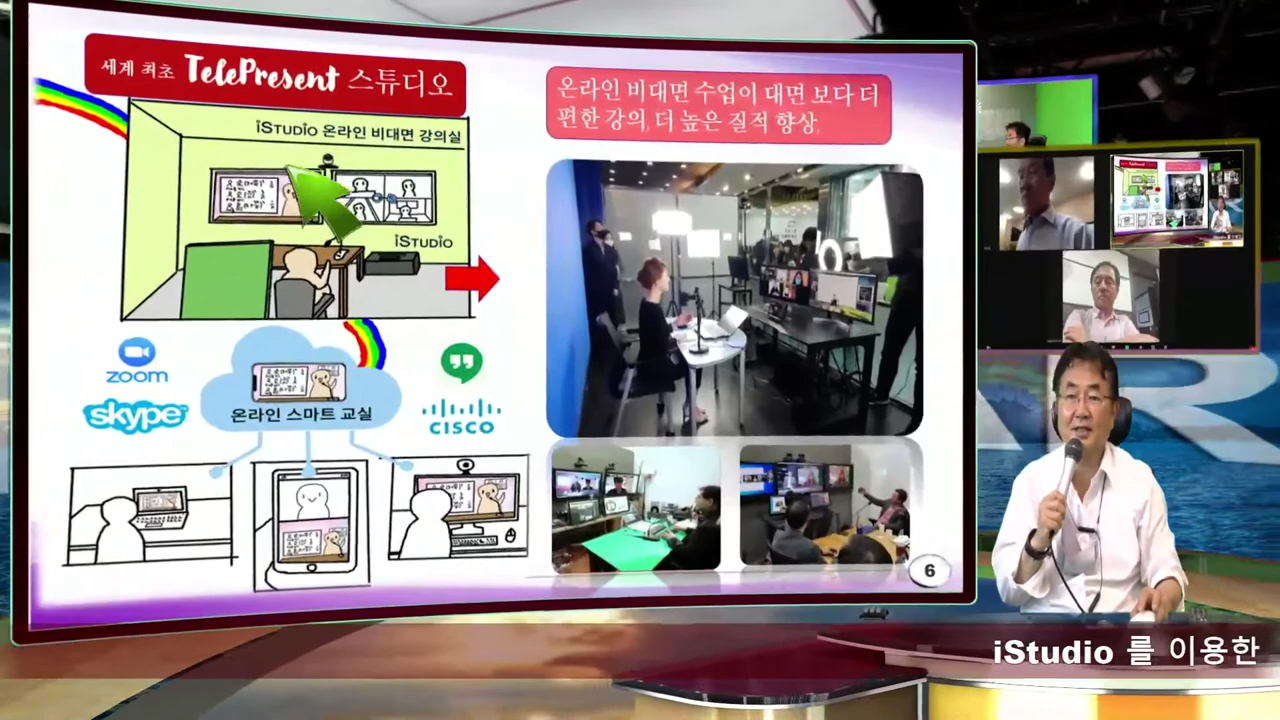 세계 최초 TelePresent 스튜디오
온라인 비대면 수업이 대면 보다 더
편한 강의, 더 높은 질적 향상,
iSTUDIO 온라인 비대면 강의실
iSTUDIO
zoom
skype
온라인 스마트 교실
CISCO
6
R
iStudio 를 이용한